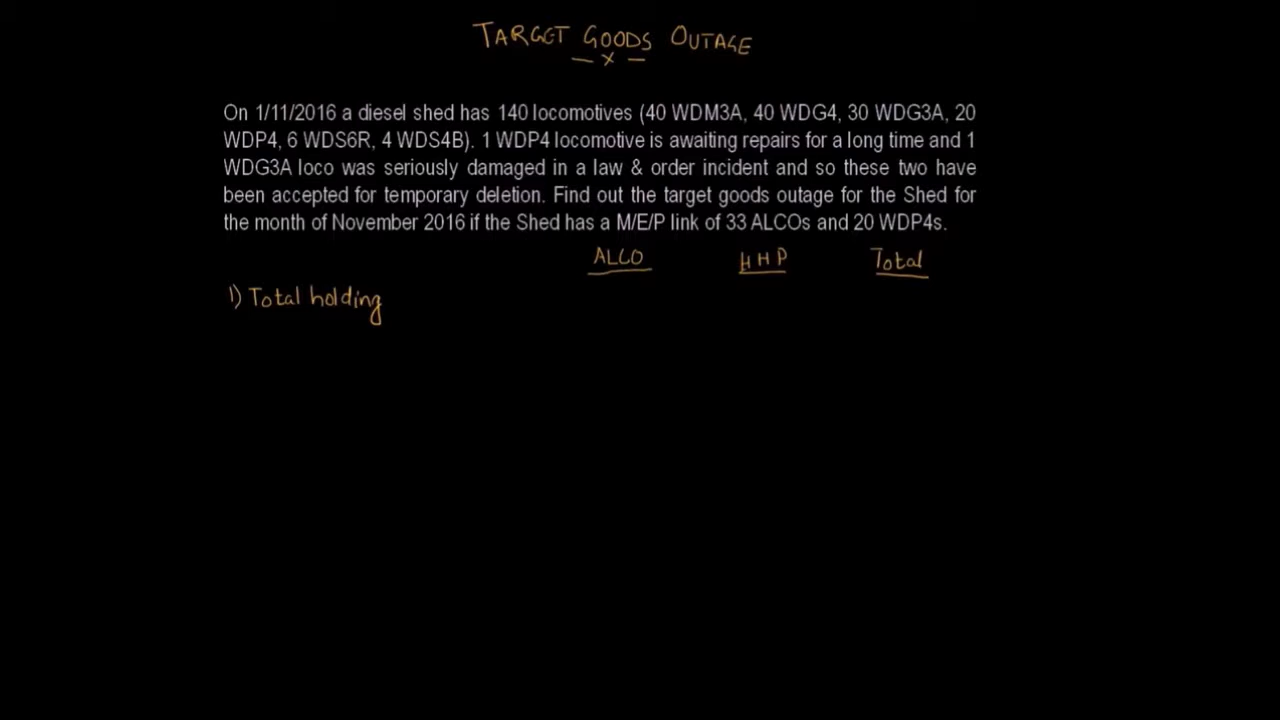 TARGET GOODS OUTAGE
— x —
On 1/11/2016 a diesel shed has 140 locomotives (40 WDM3A, 40 WDG4, 30 WDG3A, 20
WDP4, 6 WDS6R, 4 WDS4B). 1 WDP4 locomotive is awaiting repairs for a long time and 1
WDG3A loco was seriously damaged in a law & order incident and so these two have
been accepted for temporary deletion. Find out the target goods outage for the Shed for
the month of November 2016 if the Shed has a M/E/P link of 33 ALCOs and 20 WDP4s.
ALCO HHP Total
1) Total holding